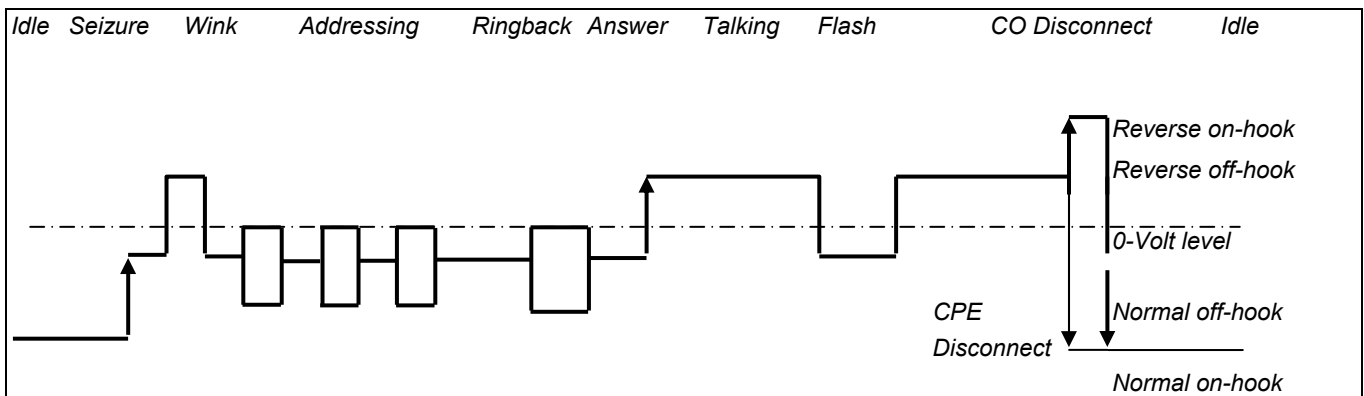 Idle Seizure Wink Addressing Ringback Answer Talking Flash CO Disconnect Idle
Reverse on-hook
Reverse off-hook
0-Volt level
CPE Normal off-hook
Disconnect
Normal on-hook